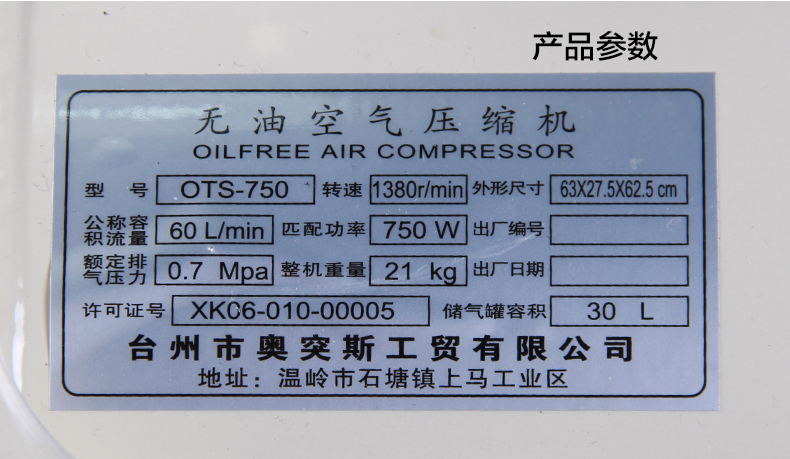 产品参数
无油空气压缩机
OILFREE AIR COMPRESSOR
型 号 OTS-750 转速 1380r/min 外形尺寸 63X27.5X62.5 cm
公称容积流量 60 L/min 匹配功率 750 W 出厂编号
额定排气压力 0.7 Mpa 整机重量 21 kg 出厂日期
许可证号 XK06-010-00005 储气罐容积 30 L
台州市奥突斯工贸有限公司
地址：温岭市石塘镇上马工业区